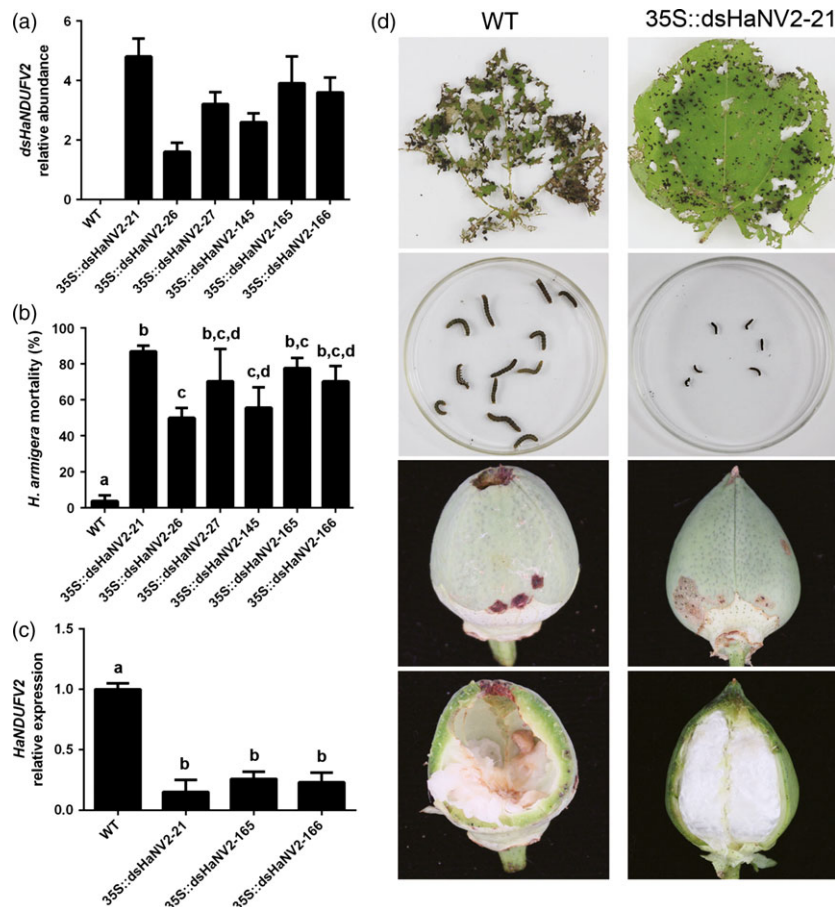 (a)
dsHaNDUFV2
relative abundance
6
4
2
0
WT
35S::dsHaNV2-21
35S::dsHaNV2-26
35S::dsHaNV2-27
35S::dsHaNV2-145
35S::dsHaNV2-165
35S::dsHaNV2-166
(b)
H. armigera mortality (%)
100
80
60
40
20
0
a
b
c
b,c,d
c,d
b,c
b,c,d
WT
35S::dsHaNV2-21
35S::dsHaNV2-26
35S::dsHaNV2-27
35S::dsHaNV2-145
35S::dsHaNV2-165
35S::dsHaNV2-166
(c)
HaNDUFV2
relative expression
1.5
1.0
0.5
0.0
a
b
b
b
WT
35S::dsHaNV2-21
35S::dsHaNV2-165
35S::dsHaNV2-166
(d)
WT
35S::dsHaNV2-21